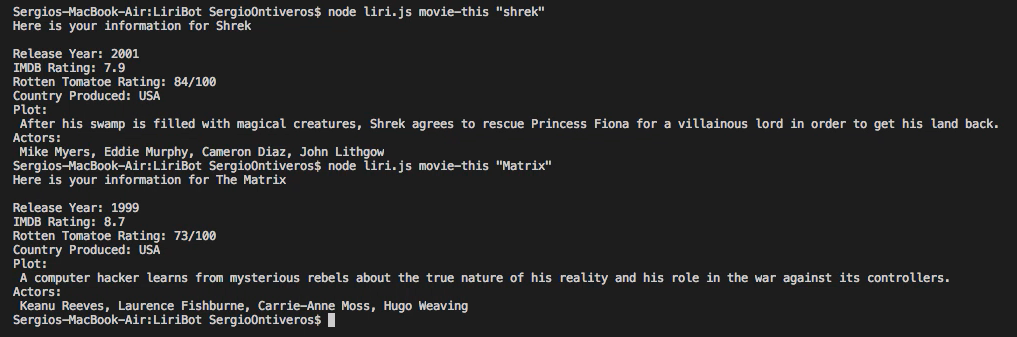 Sergios-MacBook-Air:LiriBot SergioOntiveros$ node liri.js movie-this "shrek"
Here is your information for Shrek
Release Year: 2001
IMDB Rating: 7.9
Rotten Tomatoe Rating: 84/100
Country Produced: USA
Plot:
After his swamp is filled with magical creatures, Shrek agrees to rescue Princess Fiona for a villainous lord in order to get his land back.
Actors:
Mike Myers, Eddie Murphy, Cameron Diaz, John Lithgow
Sergios-MacBook-Air:LiriBot SergioOntiveros$ node liri.js movie-this "Matrix"
Here is your information for The Matrix
Release Year: 1999
IMDB Rating: 8.7
Rotten Tomatoe Rating: 73/100
Country Produced: USA
Plot:
A computer hacker learns from mysterious rebels about the true nature of his reality and his role in the war against its controllers.
Actors:
Keanu Reeves, Laurence Fishburne, Carrie-Anne Moss, Hugo Weaving
Sergios-MacBook-Air:LiriBot SergioOntiveros$